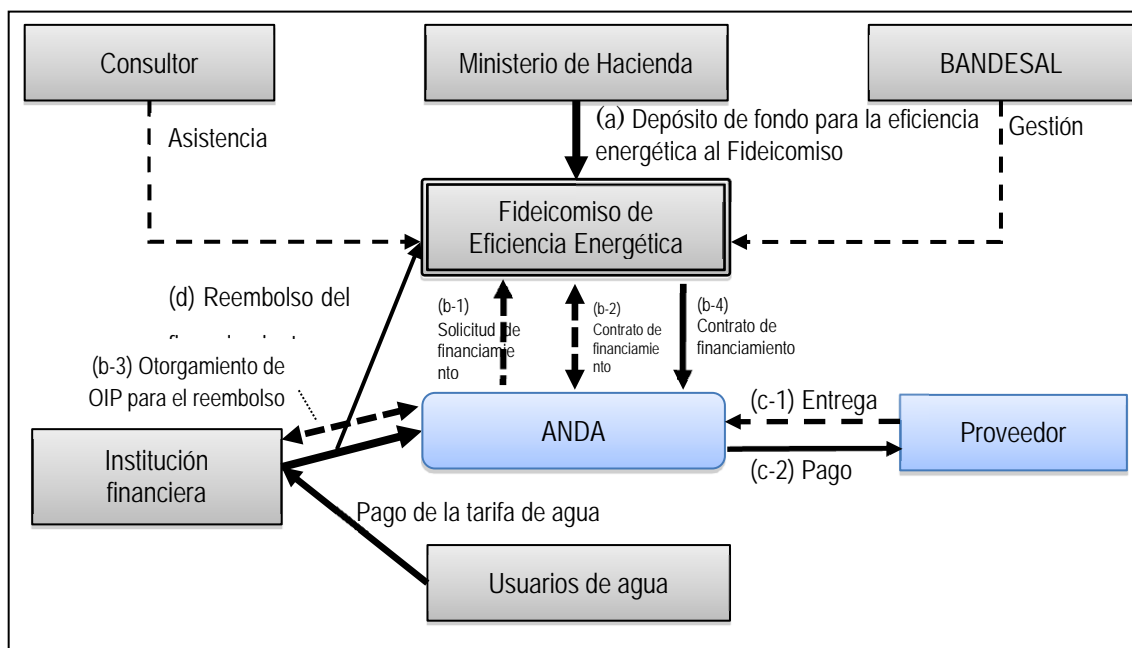 Consultor
Ministerio de Hacienda
BANDESAL
Asistencia
(a) Depósito de fondo para la eficiencia
energética al Fideicomiso
Gestión
Fideicomiso de
Eficiencia Energética
(d) Reembolso del
(b-1)
Solicitud de
financiamie
nto
(b-2)
Contrato de
financiamie
nto
(b-4)
Contrato de
financiamiento
(b-3) Otorgamiento de
OIP para el reembolso
ANDA
(c-1) Entrega
(c-2) Pago
Proveedor
Institución
financiera
Pago de la tarifa de agua
Usuarios de agua